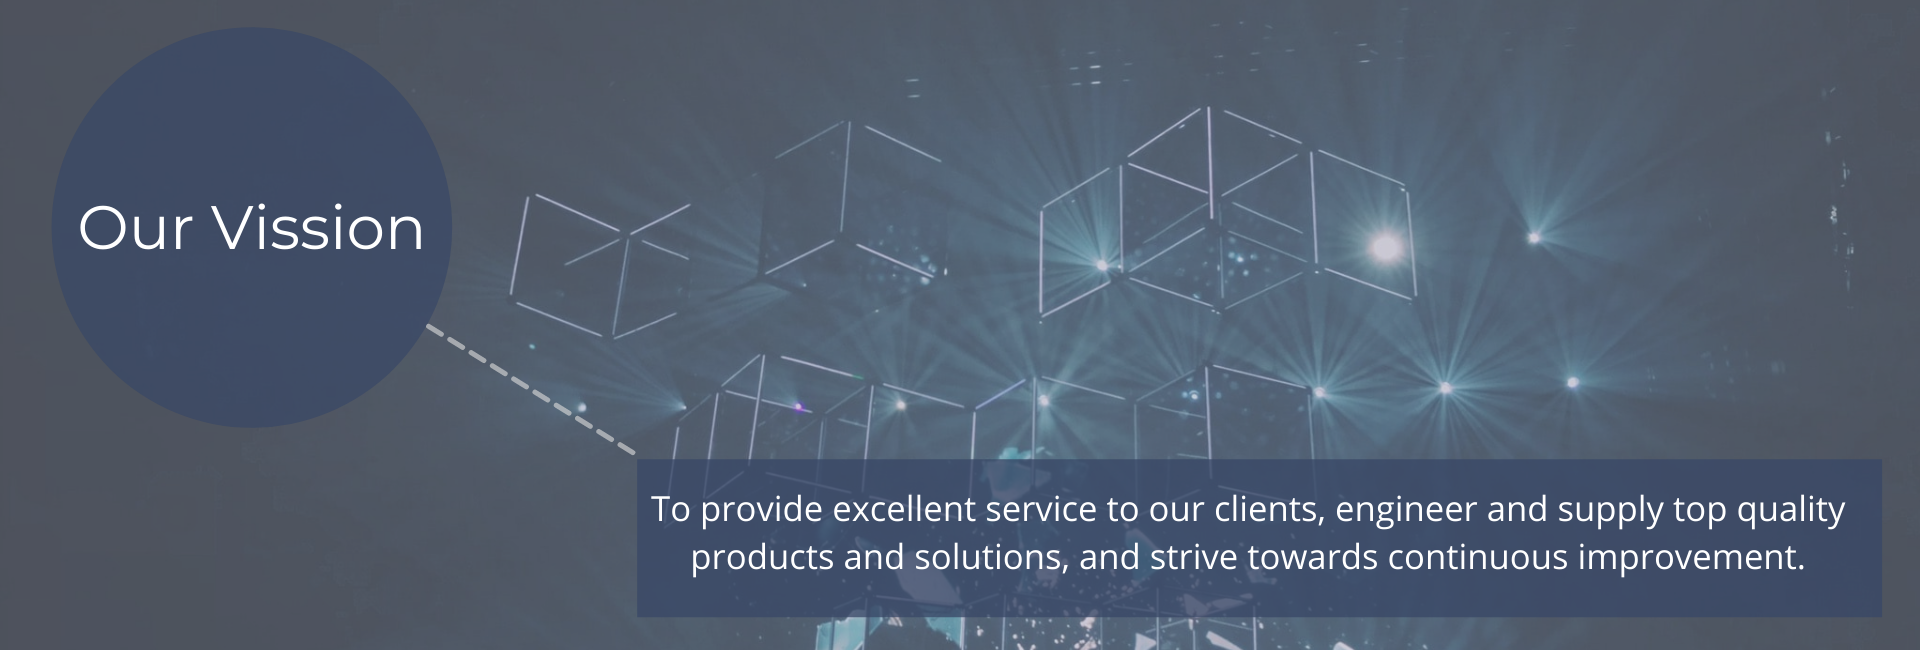 Our Vission
To provide excellent service to our clients, engineer and supply top quality
products and solutions, and strive towards continuous improvement.